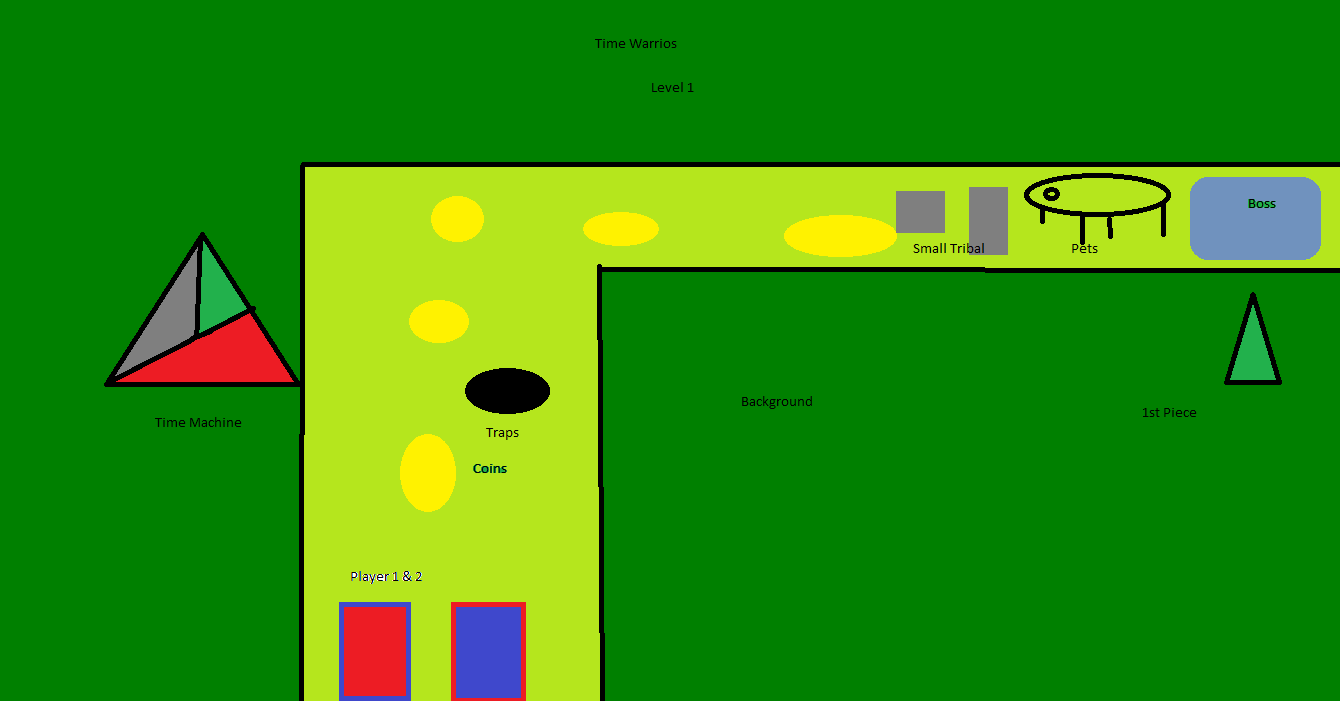 Time Warrios
Level 1
Small Tribal
Pets
Boss
Time Machine
Traps
Coins
Background
1st Piece
Player 1 & 2